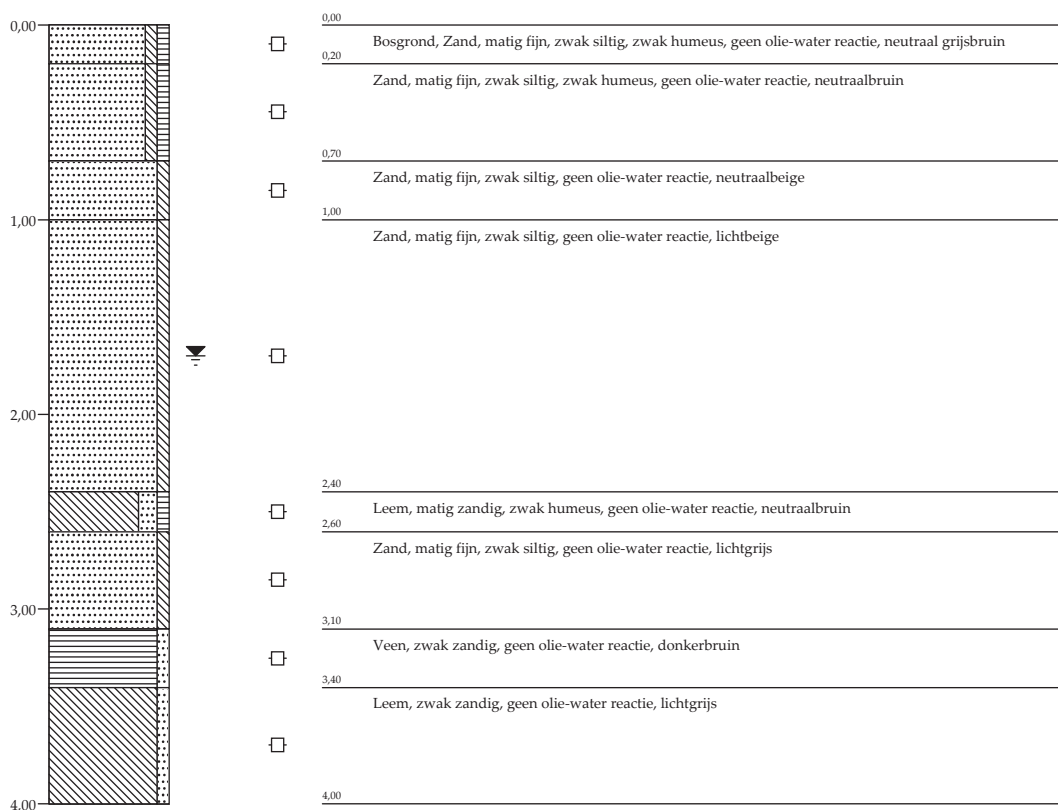 0,00
0,00
Bosgrond, Zand, matig fijn, zwak siltig, zwak humeus, geen olie-water reactie, neutraal grijsbruin
0,20
Zand, matig fijn, zwak siltig, zwak humeus, geen olie-water reactie, neutraalbruin
0,70
Zand, matig fijn, zwak siltig, geen olie-water reactie, neutraalbeige
1,00
1,00
Zand, matig fijn, zwak siltig, geen olie-water reactie, lichtbeige
2,00
2,40
Leem, matig zandig, zwak humeus, geen olie-water reactie, neutraalbruin
2,60
Zand, matig fijn, zwak siltig, geen olie-water reactie, lichtgrijs
3,00
3,10
Veen, zwak zandig, geen olie-water reactie, donkerbruin
3,40
Leem, zwak zandig, geen olie-water reactie, lichtgrijs
4,00
4,00